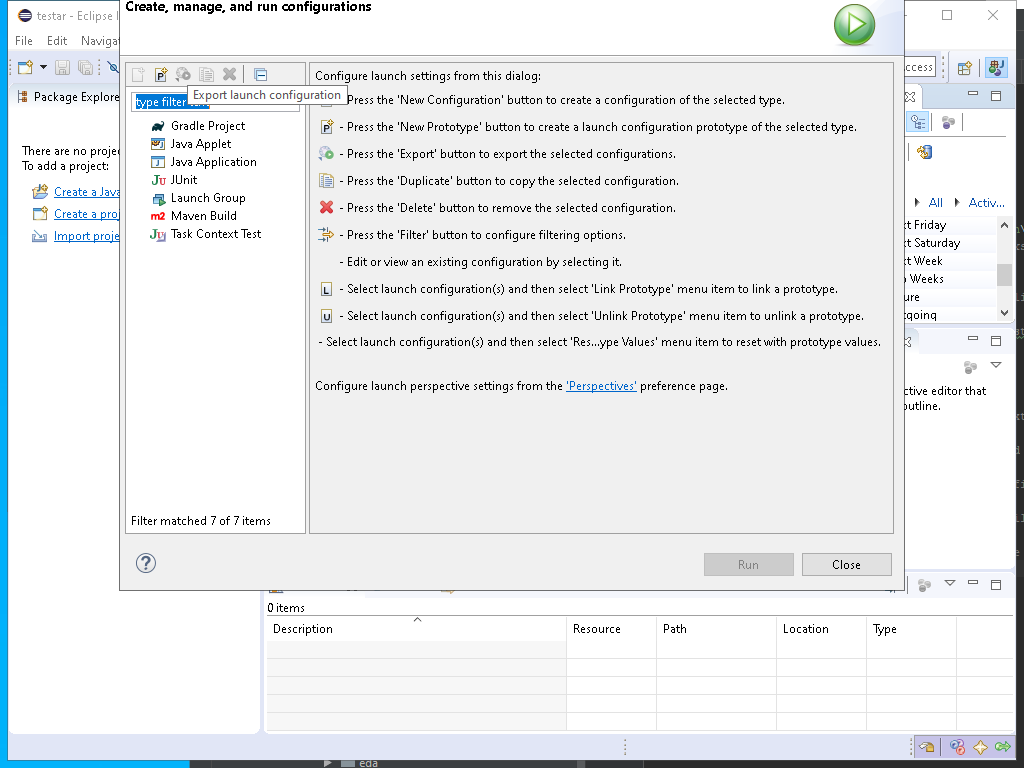 Create, manage, and run configurations
testar - Eclipse I
File Edit Navigat
ccess
Package Explore
There are no projec
To add a project:
Create a Java
Create a proj
Import proje
Export launch configuration
type filter
Gradle Project
Java Applet
Java Application
Ju JUnit
Launch Group
m2 Maven Build
Ju Task Context Test
Filter matched 7 of 7 items
Configure launch settings from this dialog:
Press the 'New Configuration' button to create a configuration of the selected type.
P - Press the 'New Prototype' button to create a launch configuration prototype of the selected type.
- Press the 'Export' button to export the selected configurations.
- Press the 'Duplicate' button to copy the selected configuration.
- Press the 'Delete' button to remove the selected configuration.
- Press the 'Filter' button to configure filtering options.
- Edit or view an existing configuration by selecting it.
L - Select launch configuration(s) and then select 'Link Prototype' menu item to link a prototype.
U - Select launch configuration(s) and then select 'Unlink Prototype' menu item to unlink a prototype.
- Select launch configuration(s) and then select 'Res...ype Values' menu item to reset with prototype values.
Configure launch perspective settings from the 'Perspectives' preference page.
? Run Close
All Activ...
xt Friday
xt Saturday
xt Week
o Weeks
ure
tgoing
ctive editor that
outline.
0 items
Description Resource Path Location Type
eda